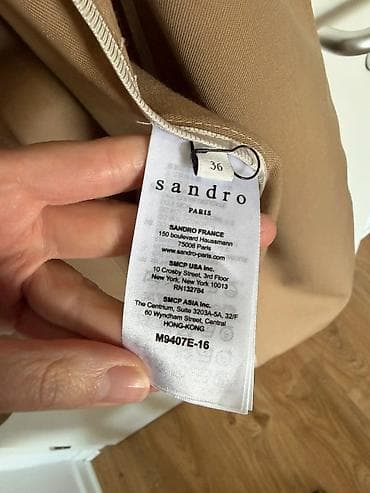 36
sandro
PARIS
SANDRO FRANCE
150 boulevard Haussmann
75008 Paris
www.sandro-paris.com
SMCP USA Inc.
10 Crosby Street, 3rd Floor
New York, New York 10013
RN132784
SMCP ASIA Inc.
The Centrium, Suite 3203A-5A, 32/F
60 Wyndham Street, Central
HONG-KONG
M9407E-16